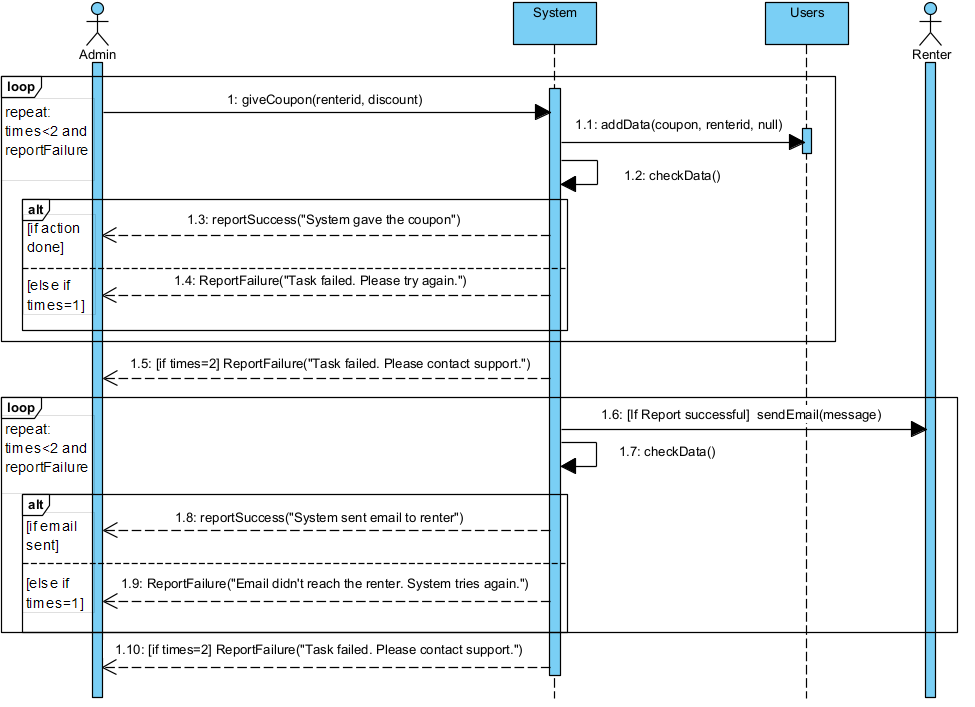 System
Users
Admin
Renter
loop
repeat:
times<2 and
reportFailure
1: giveCoupon(renterid, discount)
1.1: addData(coupon, renterid, null)
1.2: checkData()
alt
[if action
done]
1.3: reportSuccess("System gave the coupon")
[else if
times=1]
1.4: ReportFailure("Task failed. Please try again.")
1.5: [if times=2] ReportFailure("Task failed. Please contact support.")
loop
repeat:
times<2 and
reportFailure
1.6: [If Report successful]  sendEmail(message)
1.7: checkData()
alt
[if email
sent]
1.8: reportSuccess("System sent email to renter")
[else if
times=1]
1.9: ReportFailure("Email didn't reach the renter. System tries again.")
1.10: [if times=2] ReportFailure("Task failed. Please contact support.")